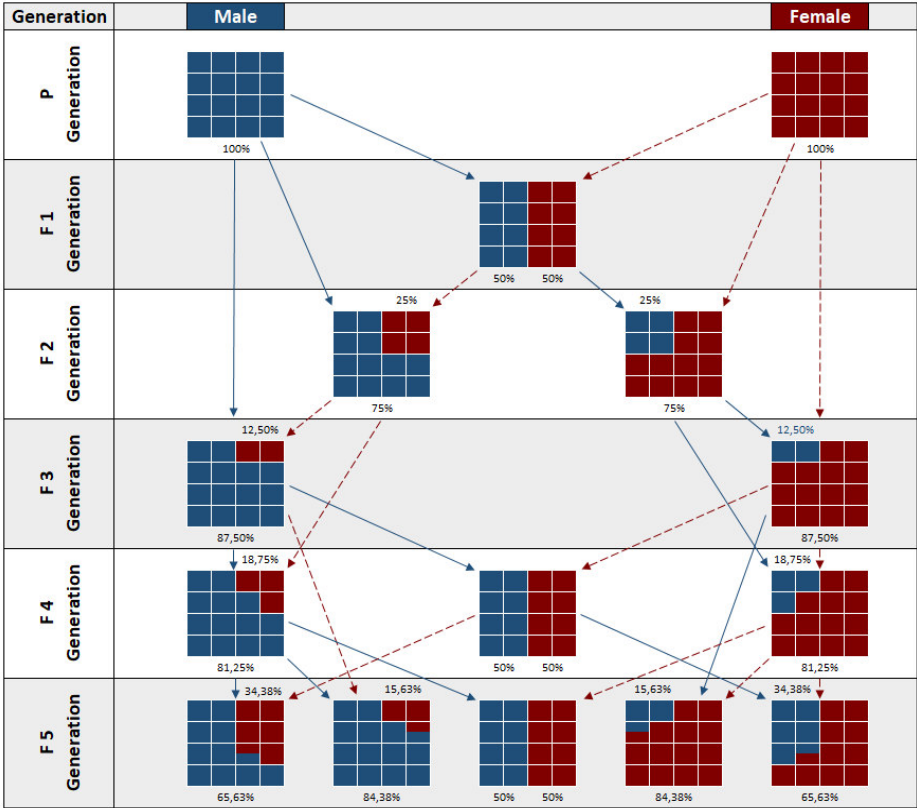 Generation Male Female
P Generation
100% 100%
F 1 Generation
50% 50%
F 2 Generation
25% 25%
75% 75%
F 3 Generation
12,50% 12,50%
87,50% 87,50%
F 4 Generation
18,75% 18,75%
81,25% 50% 50% 81,25%
F 5 Generation
34,38% 15,63% 15,63% 34,38%
65,63% 84,38% 50% 50% 84,38% 65,63%